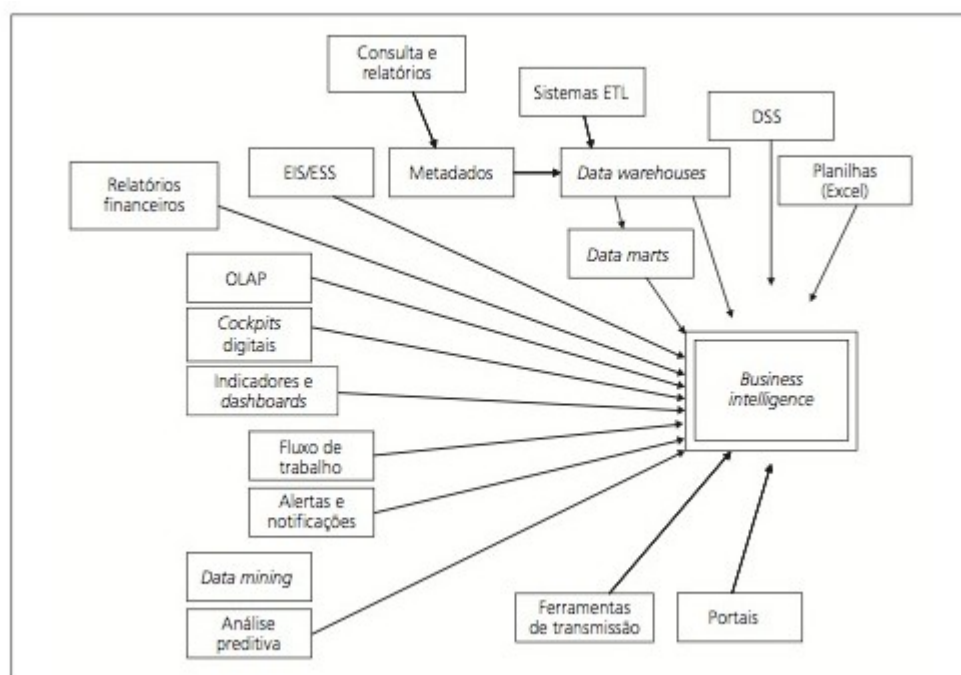 Consulta e
relatórios
Sistemas ETL
DSS
EIS/ESS
Metadados
Data warehouses
Planilhas
(Excel)
Relatórios
financeiros
Data marts
OLAP
Cockpits
digitais
Business
intelligence
Indicadores e
dashboards
Fluxo de
trabalho
Alertas e
notificações
Data mining
Ferramentas
de transmissão
Portais
Análise
preditiva